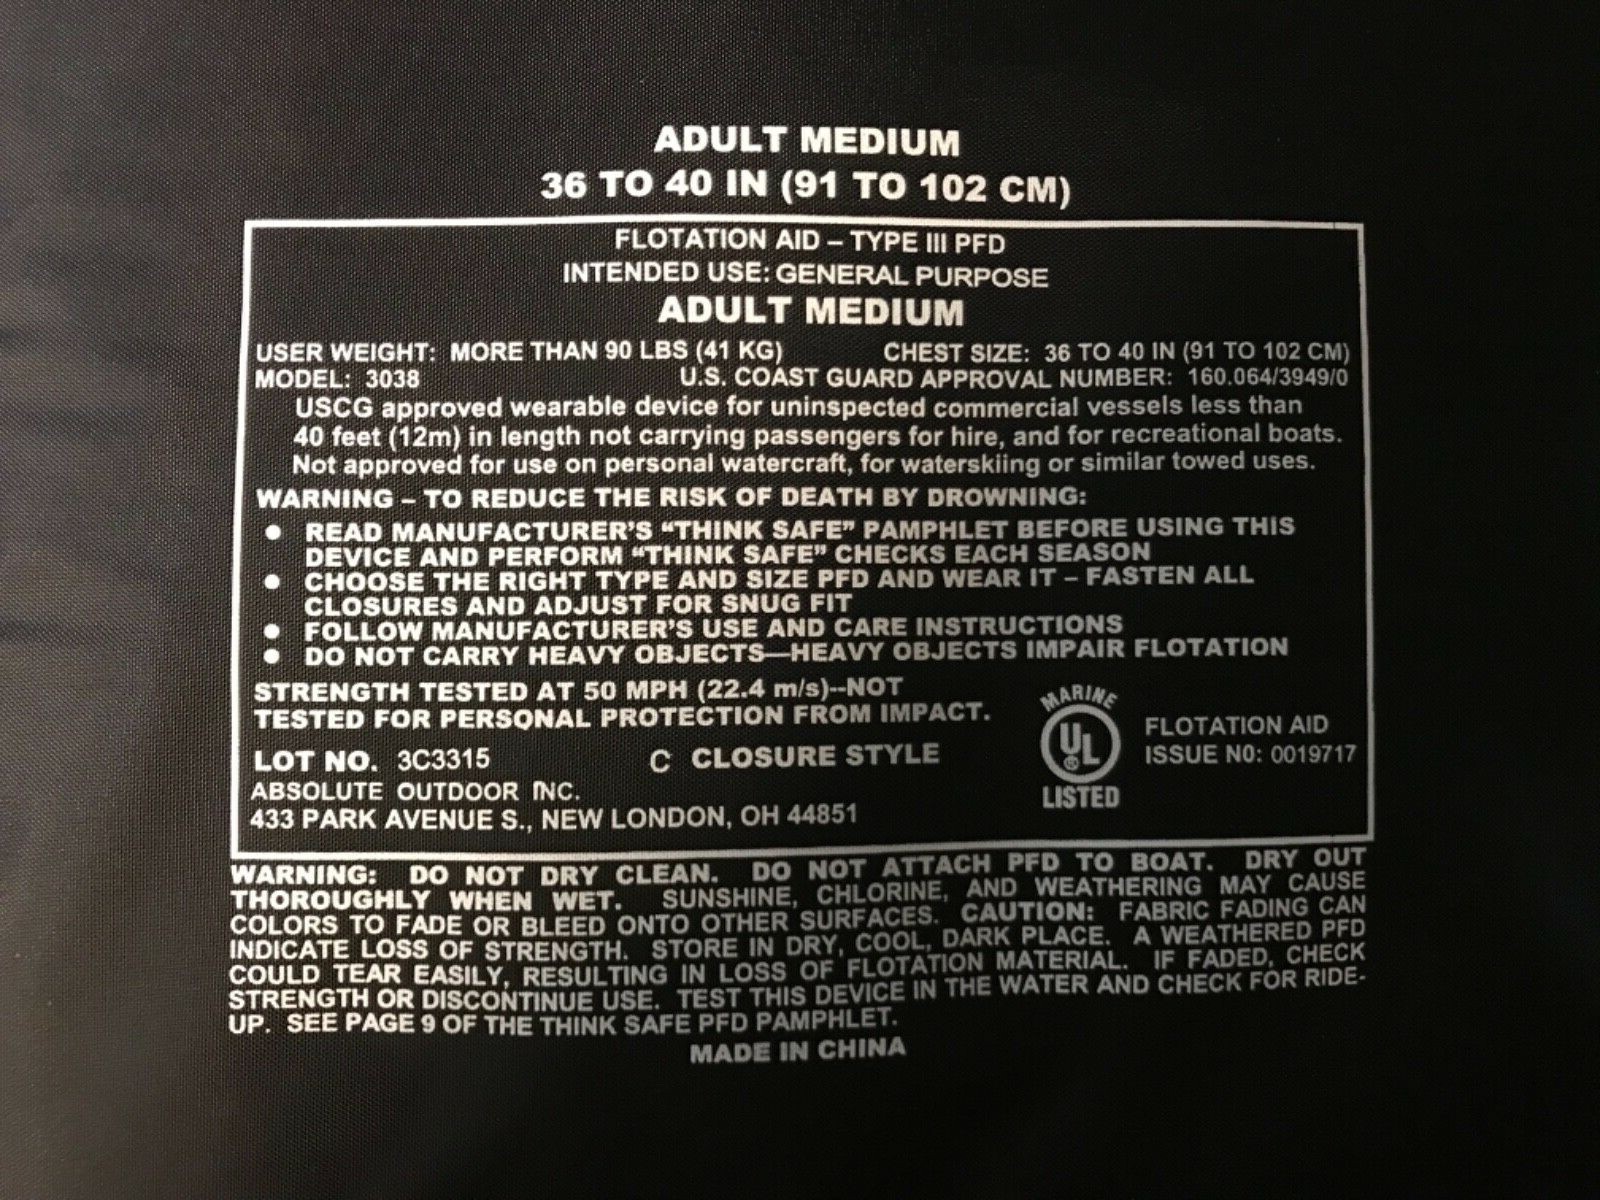 ADULT MEDIUM
36 TO 40 IN (91 TO 102 CM)
FLOTATION AID – TYPE III PFD
INTENDED USE: GENERAL PURPOSE
ADULT MEDIUM
USER WEIGHT: MORE THAN 90 LBS (41 KG) CHEST SIZE: 36 TO 40 IN (91 TO 102 CM)
MODEL: 3038 U.S. COAST GUARD APPROVAL NUMBER: 160.064/3949/0
USCG approved wearable device for uninspected commercial vessels less than
40 feet (12m) in length not carrying passengers for hire, and for recreational boats.
Not approved for use on personal watercraft, for waterskiing or similar towed uses.
WARNING – TO REDUCE THE RISK OF DEATH BY DROWNING:
● READ MANUFACTURER'S “THINK SAFE” PAMPHLET BEFORE USING THIS
DEVICE AND PERFORM “THINK SAFE” CHECKS EACH SEASON
● CHOOSE THE RIGHT TYPE AND SIZE PFD AND WEAR IT – FASTEN ALL
CLOSURES AND ADJUST FOR SNUG FIT
● FOLLOW MANUFACTURER'S USE AND CARE INSTRUCTIONS
● DO NOT CARRY HEAVY OBJECTS—HEAVY OBJECTS IMPAIR FLOTATION
STRENGTH TESTED AT 50 MPH (22.4 m/s)--NOT
TESTED FOR PERSONAL PROTECTION FROM IMPACT.
MARINE
UL
®
LISTED
FLOTATION AID
ISSUE N0: 0019717
LOT NO. 3C3315 C CLOSURE STYLE
ABSOLUTE OUTDOOR INC.
433 PARK AVENUE S., NEW LONDON, OH 44851
WARNING: DO NOT DRY CLEAN. DO NOT ATTACH PFD TO BOAT. DRY OUT
THOROUGHLY WHEN WET. SUNSHINE, CHLORINE, AND WEATHERING MAY CAUSE
COLORS TO FADE OR BLEED ONTO OTHER SURFACES. CAUTION: FABRIC FADING CAN
INDICATE LOSS OF STRENGTH. STORE IN DRY, COOL, DARK PLACE. A WEATHERED PFD
COULD TEAR EASILY, RESULTING IN LOSS OF FLOTATION MATERIAL. IF FADED, CHECK
STRENGTH OR DISCONTINUE USE. TEST THIS DEVICE IN THE WATER AND CHECK FOR RIDE-
UP. SEE PAGE 9 OF THE THINK SAFE PFD PAMPHLET.
MADE IN CHINA